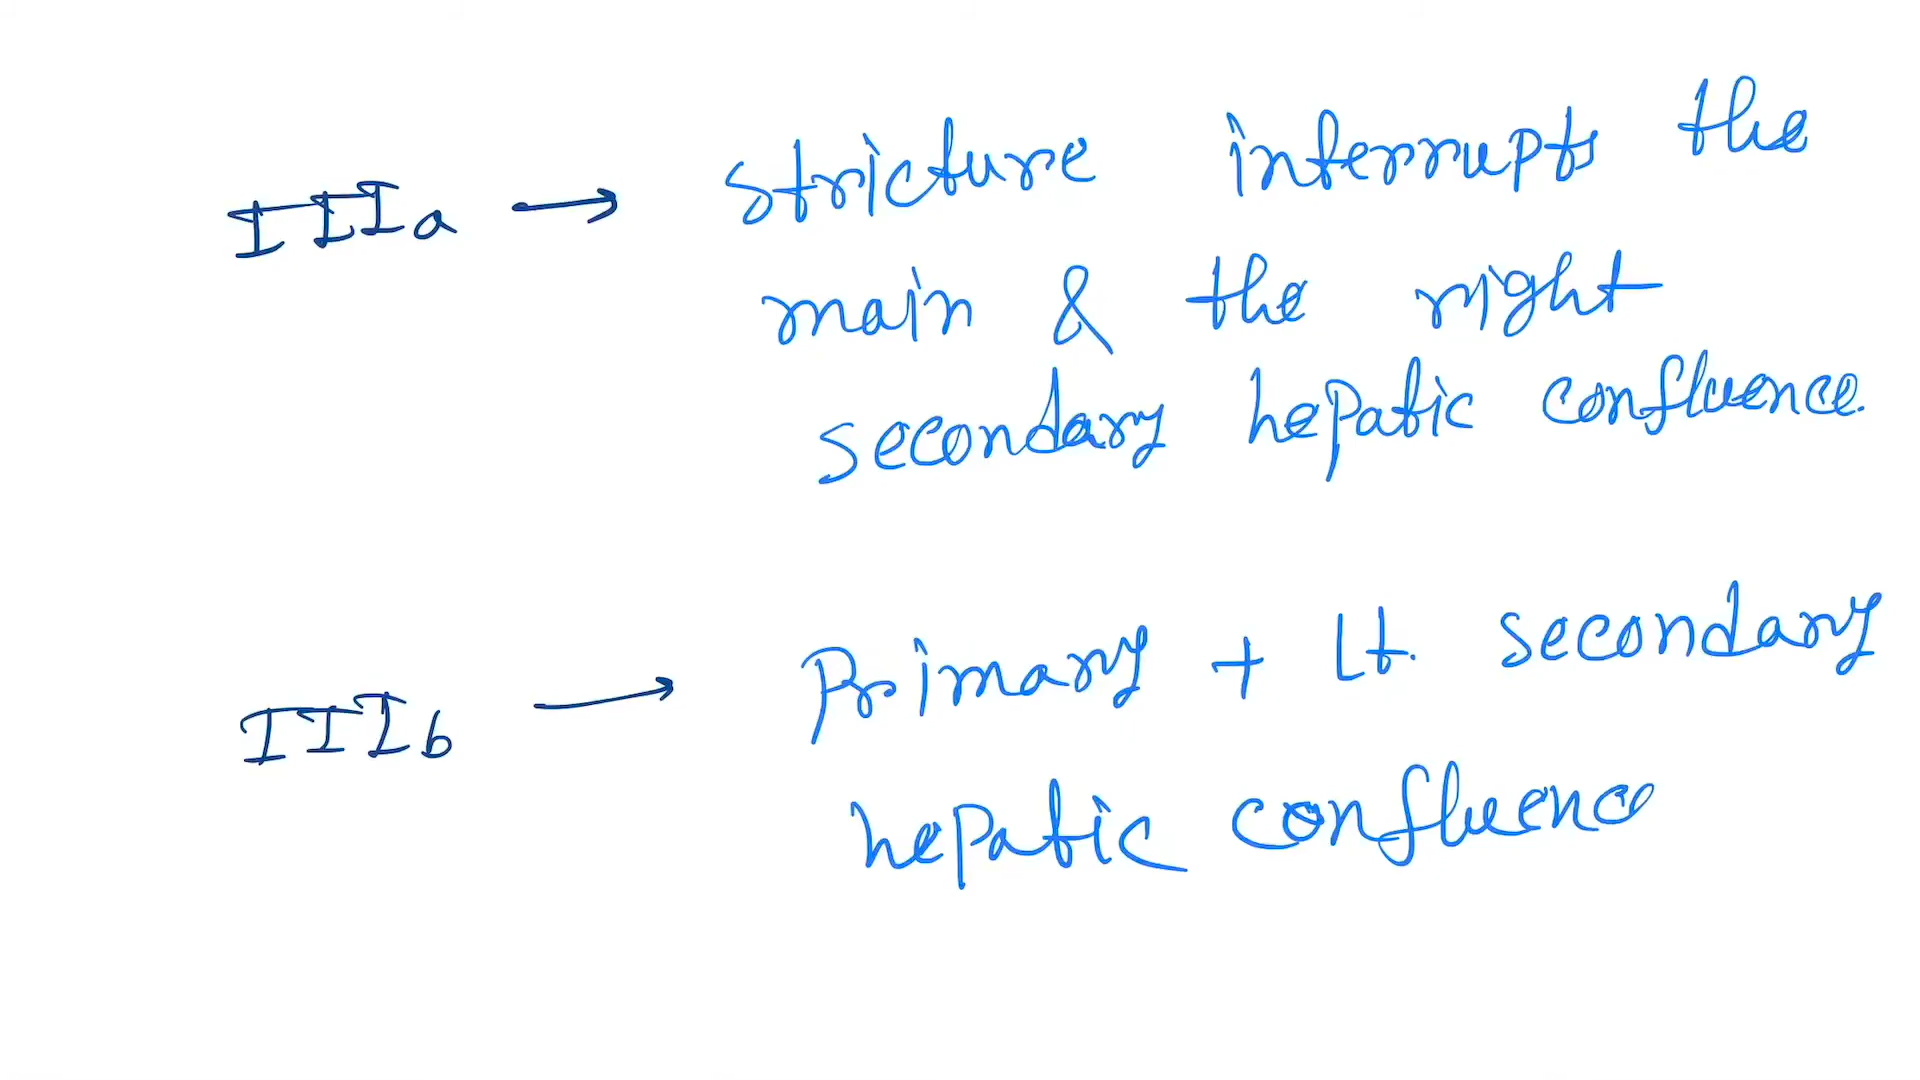 IIIa → stricture interrupts the
main & the right
secondary hepatic confluence.
IIIb → Primary + Lt. secondary
hepatic confluence